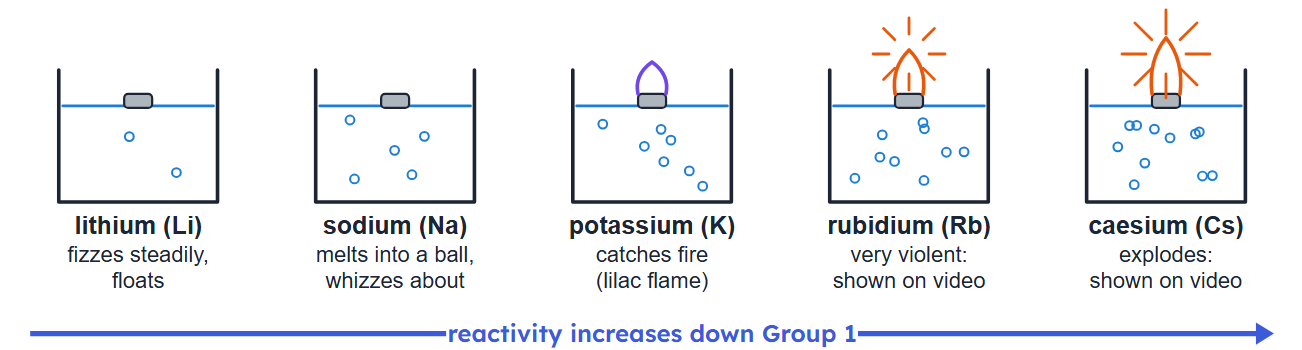 lithium (Li)
fizzes steadily,
floats
sodium (Na)
melts into a ball,
whizzes about
potassium (K)
catches fire
(lilac flame)
rubidium (Rb)
very violent:
shown on video
caesium (Cs)
explodes:
shown on video
reactivity increases down Group 1